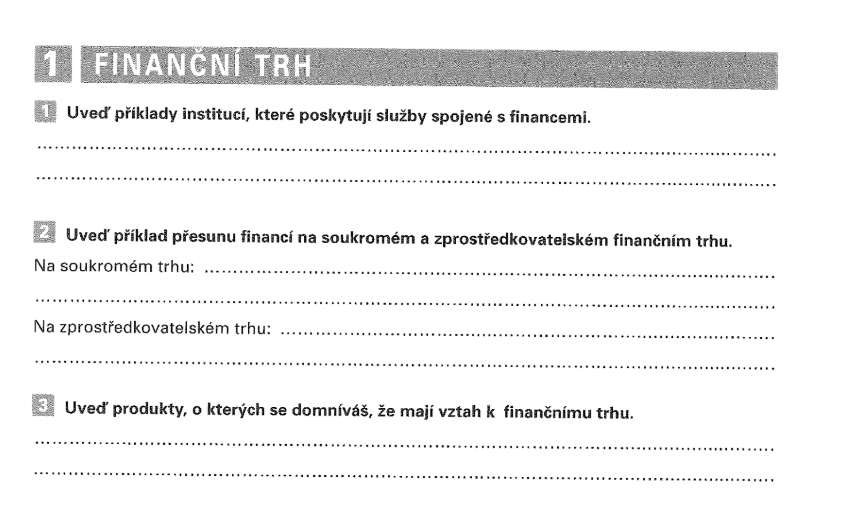 1 FINANČNÍ TRH
1 Uveď příklady institucí, které poskytují služby spojené s financemi.
2 Uveď příklad přesunu financí na soukromém a zprostředkovatelském finančním trhu.
Na soukromém trhu: ........................................
........................................
Na zprostředkovatelském trhu: ........................................
........................................
3 Uveď produkty, o kterých se domníváš, že mají vztah k finančnímu trhu.